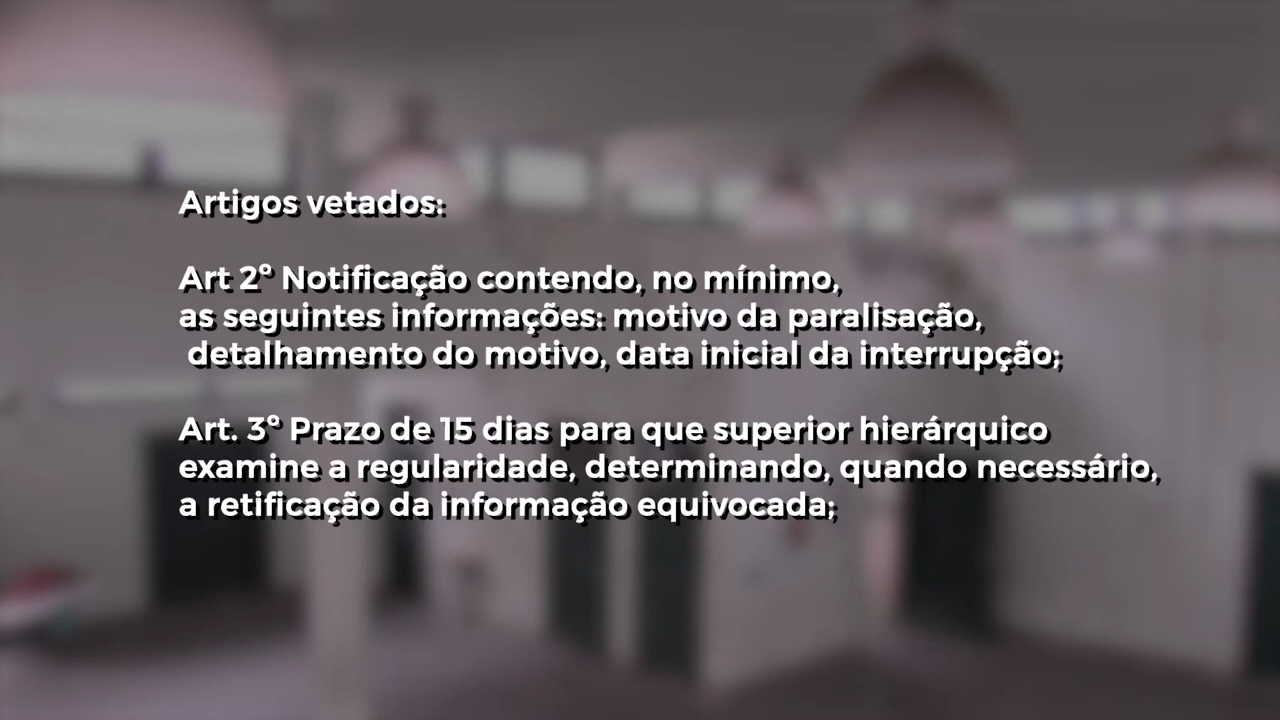 Artigos vetados:
Art 2º Notificação contendo, no mínimo,
as seguintes informações: motivo da paralisação,
detalhamento do motivo, data inicial da interrupção;
Art. 3º Prazo de 15 dias para que superior hierárquico
examine a regularidade, determinando, quando necessário,
a retificação da informação equivocada;